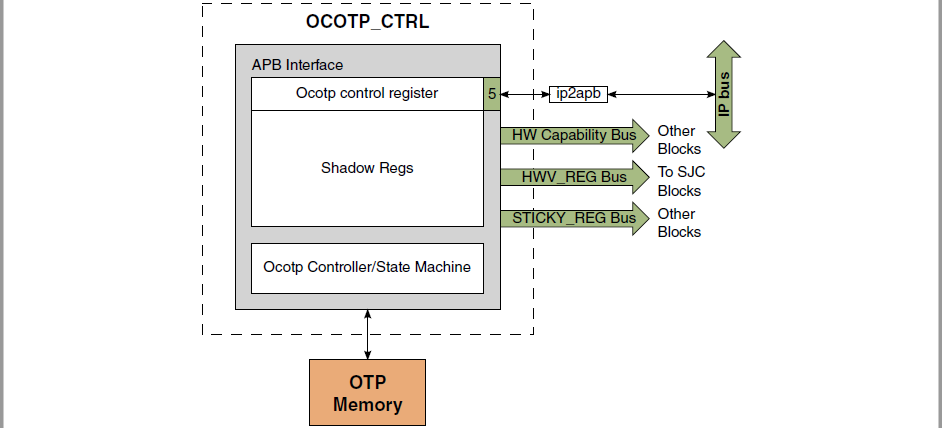 OCOTP_CTRL
APB Interface
Ocotp control register
5
ip2apb
IP bus
HW Capability Bus
Other
Blocks
Shadow Regs
HWV_REG Bus
To SJC
Blocks
STICKY_REG Bus
Other
Blocks
Ocotp Controller/State Machine
OTP
Memory